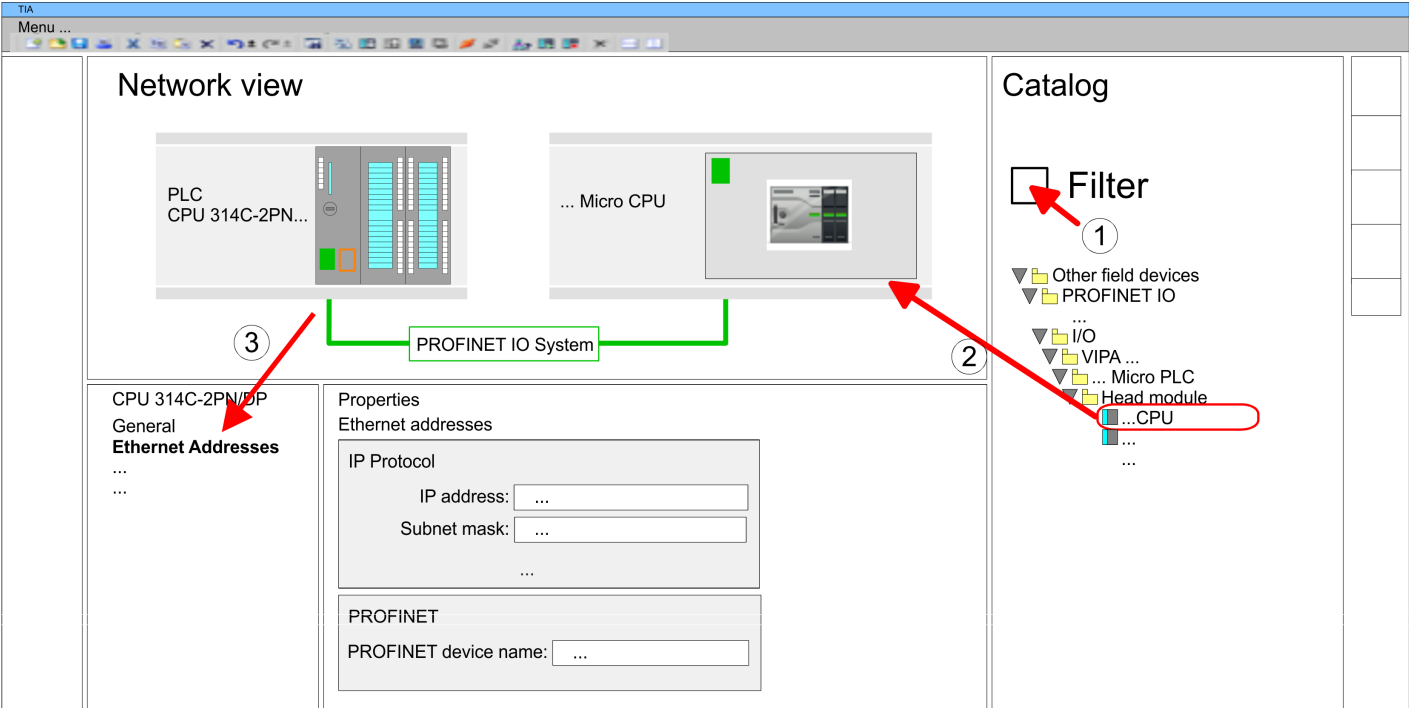 TIA
Menu ...
Network view
PLC
CPU 314C-2PN...
... Micro CPU
PROFINET IO System
3
2
Catalog
Filter
1
Other field devices
PROFINET IO
...
I/O
VIPA ...
... Micro PLC
Head module
...CPU
...
...
CPU 314C-2PN/DP
General
Ethernet Addresses
...
...
Properties
Ethernet addresses
IP Protocol
IP address: ...
Subnet mask: ...
...
PROFINET
PROFINET device name: ...